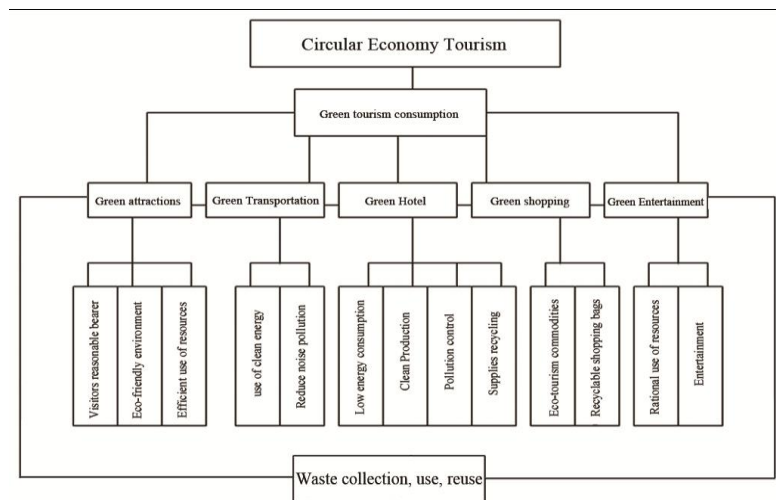 Circular Economy Tourism
Green tourism consumption
Green attractions
Green Transportation
Green Hotel
Green shopping
Green Entertainment
Visitors reasonable bearer
Eco-friendly environment
Efficient use of resources
use of clean energy
Reduce noise pollution
Low energy consumption
Clean Production
Pollution control
Supplies recycling
Eco-tourism commodities
Recyclable shopping bags
Rational use of resources
Entertainment
Waste collection, use, reuse